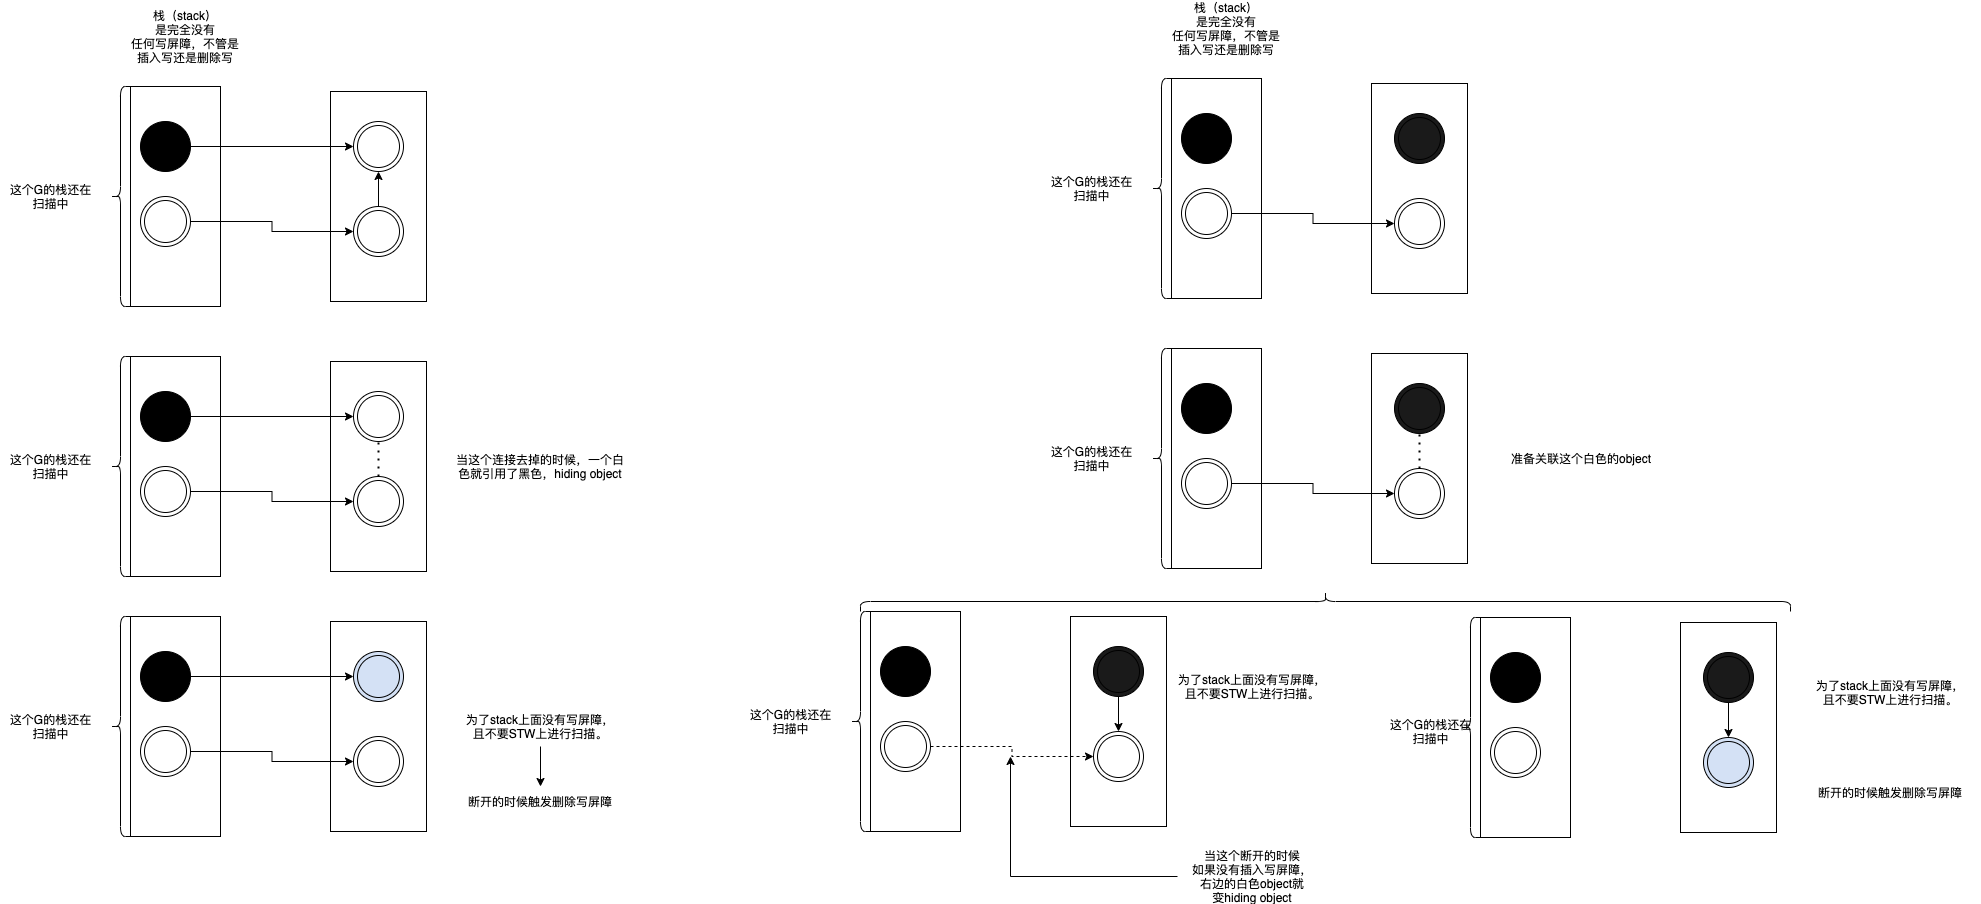 栈（stack）
是完全没有
任何写屏障，不管是
插入写还是删除写
这个G的栈还在
扫描中
这个G的栈还在
扫描中
当这个连接去掉的时候，一个白
色就引用了黑色，hiding object
这个G的栈还在
扫描中
为了stack上面没有写屏障，
且不要STW上进行扫描。
断开的时候触发删除写屏障
栈（stack）
是完全没有
任何写屏障，不管是
插入写还是删除写
这个G的栈还在
扫描中
这个G的栈还在
扫描中
准备关联这个白色的object
这个G的栈还在
扫描中
为了stack上面没有写屏障，
且不要STW上进行扫描。
当这个断开的时候
如果没有插入写屏障，
右边的白色object就
变hiding object
这个G的栈还在
扫描中
为了stack上面没有写屏障，
且不要STW上进行扫描。
断开的时候触发删除写屏障